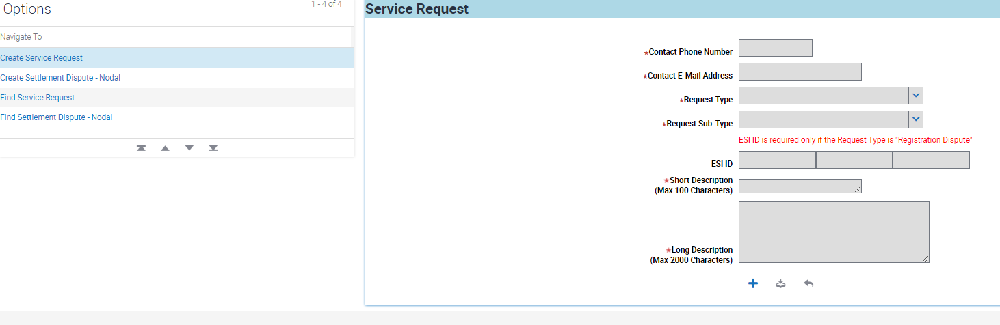 Options
1 - 4 of 4
Navigate To
Create Service Request
Create Settlement Dispute - Nodal
Find Service Request
Find Settlement Dispute - Nodal
Service Request
★Contact Phone Number
★Contact E-Mail Address
★Request Type
★Request Sub-Type
ESI ID is required only if the Request Type is "Registration Dispute"
ESI ID
★Short Description
(Max 100 Characters)
★Long Description
(Max 2000 Characters)